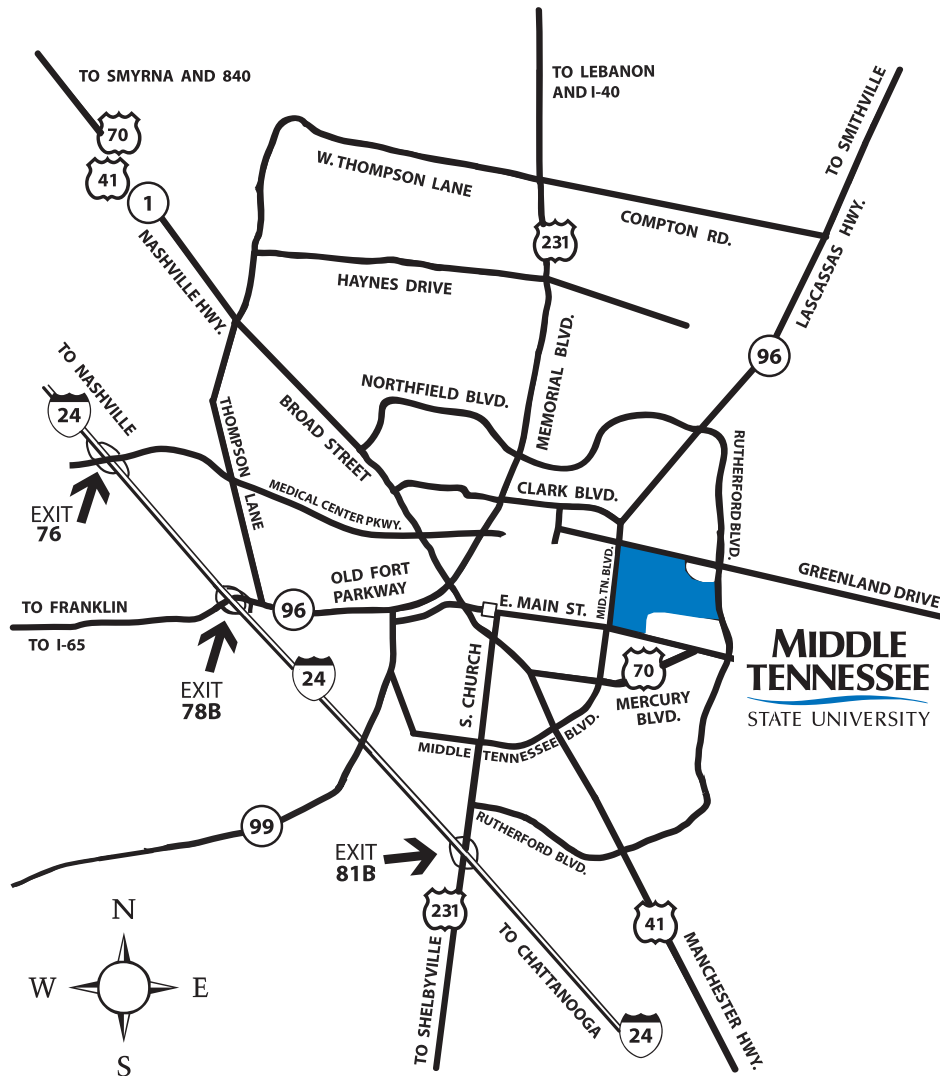 TO SMYRNA AND 840
TO LEBANON
AND I-40
TO SMITHVILLE
70
41
1
W. THOMPSON LANE
COMPTON RD.
LASCASSAS HWY.
231
NASHVILLE HWY.
HAYNES DRIVE
96
TO NASHVILLE
24
NORTHFIELD BLVD.
MEMORIAL BLVD.
THOMPSON LANE
BROAD STREET
RUTHERFORD BLVD.
CLARK BLVD.
MEDICAL CENTER PKWY.
EXIT
76
MID. TN. BLVD.
GREENLAND DRIVE
OLD FORT
PARKWAY
TO FRANKLIN
96
E. MAIN ST.
TO I-65
MIDDLE
TENNESSEE
STATE UNIVERSITY
EXIT
78B
24
S. CHURCH
70
MERCURY
BLVD.
MIDDLE TENNESSEE BLVD.
99
RUTHERFORD BLVD.
EXIT
81B
231
41
TO SHELBYVILLE
TO CHATTANOOGA
MANCHESTER HWY.
24
N
W
E
S